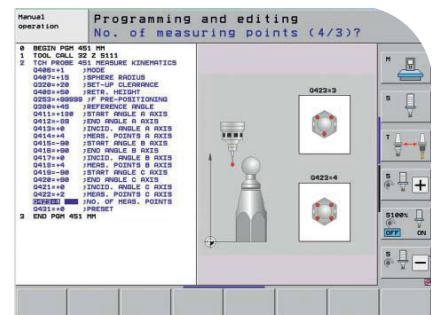 Manual operation
Programming and editing
No. of measuring points (4/3)?
0 BEGIN PGM 451 MM
1 TOOL CALL 32 Z S111
2 TCH PROBE 451 MEASURE KINEMATICS
Q406=+1 ;MODE
Q407=+15 ;SPHERE RADIUS
Q320=+20 ;SET-UP CLEARANCE
Q408=+50 ;RETR. HEIGHT
Q253=+99999 ;F PRE-POSITIONING
Q380=+45 ;REFERENCE ANGLE
Q411=+180 ;START ANGLE A AXIS
Q412=-89 ;END ANGLE A AXIS
Q413=+0 ;INCID. ANGLE A AXIS
Q414=+4 ;MEAS. POINTS A AXIS
Q415=-90 ;START ANGLE B AXIS
Q416=+90 ;END ANGLE B AXIS
Q417=+0 ;INCID. ANGLE B AXIS
Q418=+4 ;MEAS. POINTS B AXIS
Q419=-90 ;START ANGLE C AXIS
Q420=+90 ;END ANGLE C AXIS
Q421=+0 ;INCID. ANGLE C AXIS
Q422=+2 ;MEAS. POINTS C AXIS
Q423=4 ;NO. OF MEAS. POINTS
Q431=+0 ;PRESET
3 END PGM 451 MM
Q423=3
Q423=4
M
S
T
S
S100%
OFF ON
S